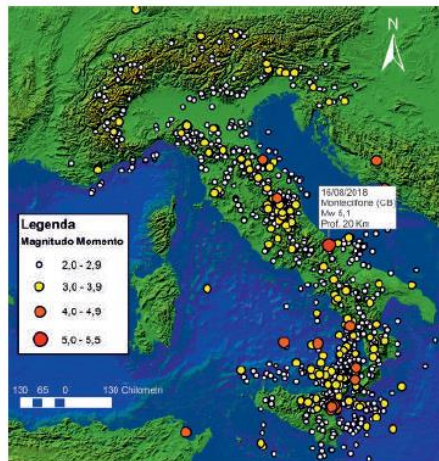 N
16/08/2018
Montecilfone (CB)
Mw 5,1
Prof. 20 Km
Legenda
Magnitudo Momento
2,0 - 2,9
3,0 - 3,9
4,0 - 4,9
5,0 - 5,5
130 65 0 130 Chilometri